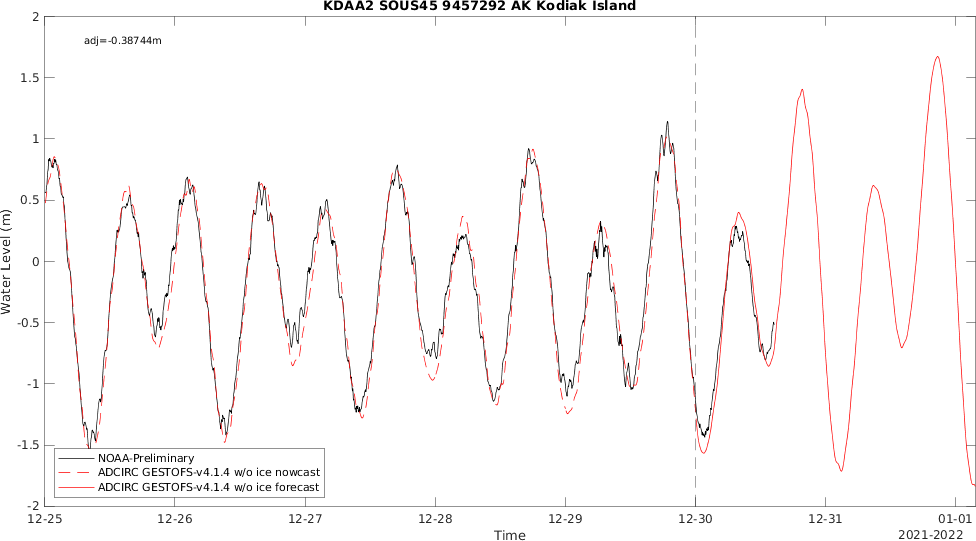 KDAA2 SOUS45 9457292 AK Kodiak Island
adj=-0.38744m
2
1.5
1
0.5
0
-0.5
-1
-1.5
-2
Water Level (m)
NOAA-Preliminary
ADCIRC GESTOFS-v4.1.4 w/o ice nowcast
ADCIRC GESTOFS-v4.1.4 w/o ice forecast
12-25 12-26 12-27 12-28 12-29 12-30 12-31 01-01
Time
2021-2022